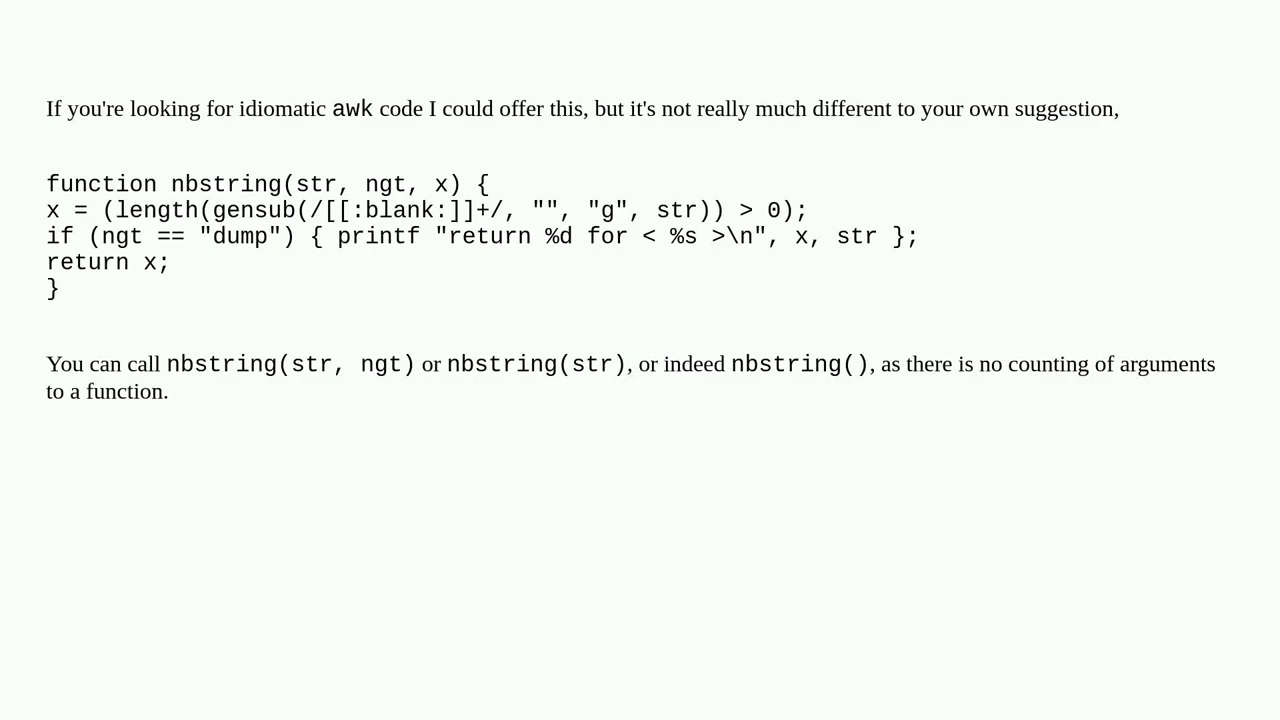 If you're looking for idiomatic awk code I could offer this, but it's not really much different to your own suggestion,
function nbstring(str, ngt, x) {
x = (length(gensub(/[[:blank:]]+/, "", "g", str)) > 0);
if (ngt == "dump") { printf "return %d for < %s >\n", x, str };
return x;
}
You can call nbstring(str, ngt) or nbstring(str), or indeed nbstring(), as there is no counting of arguments
to a function.